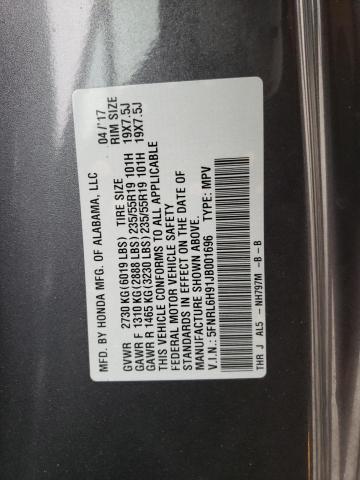 MFD. BY HONDA MFG. OF ALABAMA, LLC 04/'17
TIRE SIZE RIM SIZE
GVWR 2730 KG(6019 LBS)
GAWR F 1310 KG(2888 LBS) 235/55R19 101H 19X7.5J
GAWR R 1465 KG(3230 LBS) 235/55R19 101H 19X7.5J
THIS VEHICLE CONFORMS TO ALL APPLICABLE
FEDERAL MOTOR VEHICLE SAFETY
STANDARDS IN EFFECT ON THE DATE OF
MANUFACTURE SHOWN ABOVE.
V.I.N.: 5FNRL6H91JB001696 TYPE: MPV
THR J AL5 -NH797M -B -B